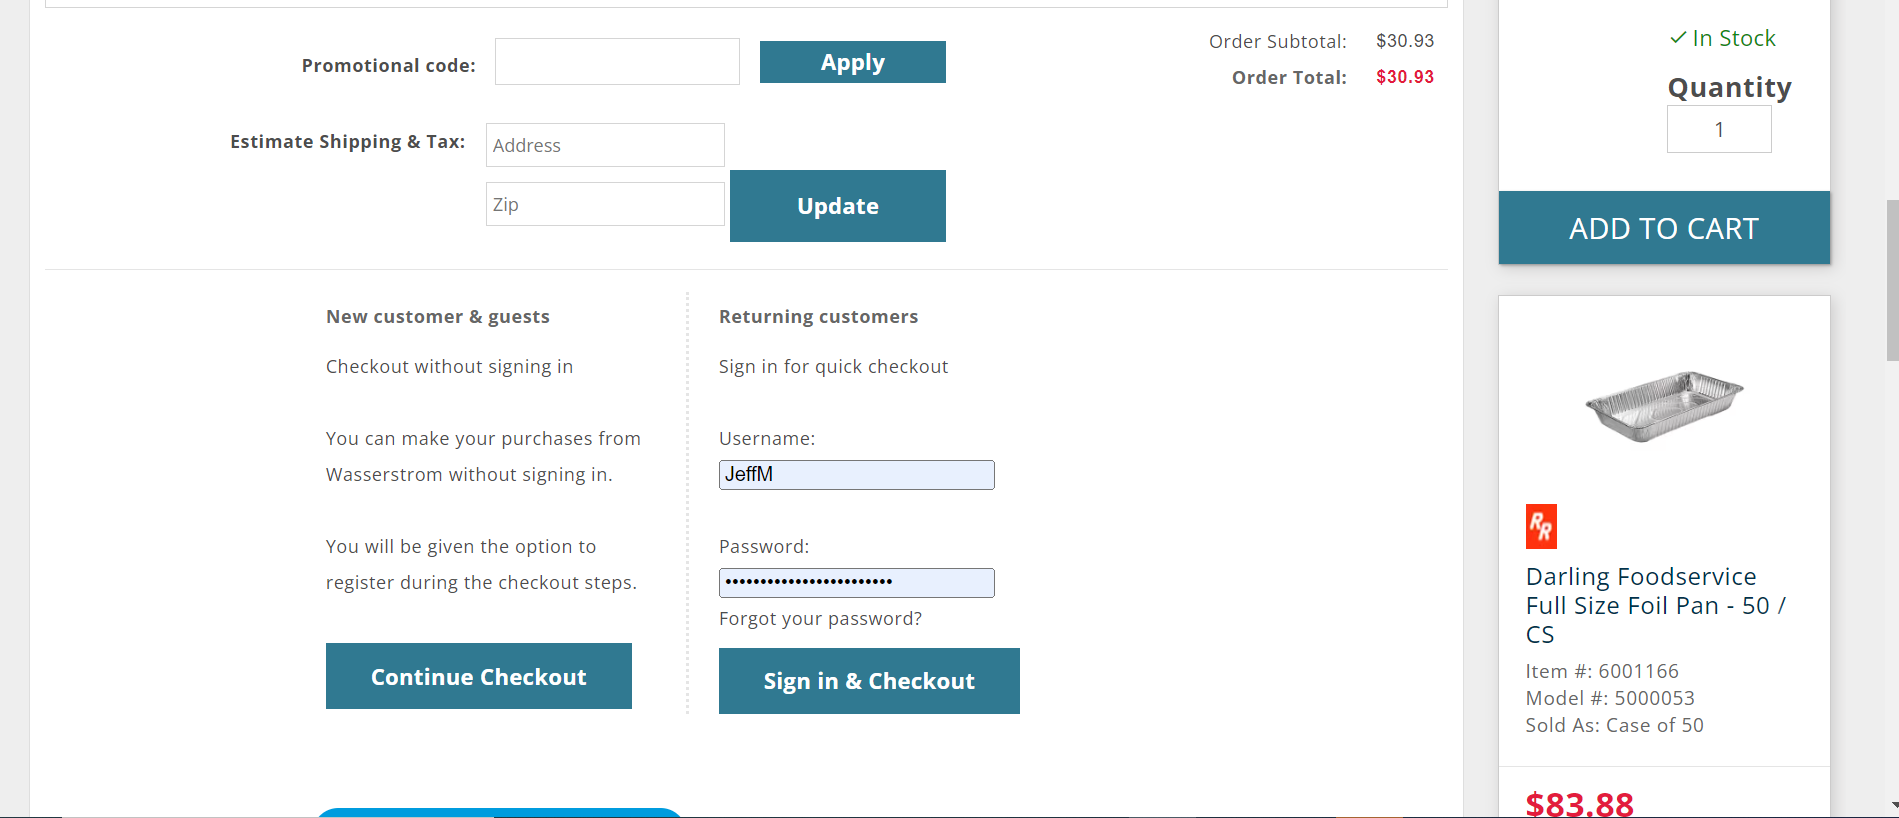 Promotional code:
Apply
Order Subtotal: $30.93
Order Total: $30.93
Estimate Shipping & Tax:
Address
Zip
Update
New customer & guests
Checkout without signing in
You can make your purchases from
Wasserstrom without signing in.
You will be given the option to
register during the checkout steps.
Continue Checkout
Returning customers
Sign in for quick checkout
Username:
JeffM
Password:
••••••••••••••••••••••••
Forgot your password?
Sign in & Checkout
In Stock
Quantity
1
ADD TO CART
RR
Darling Foodservice
Full Size Foil Pan - 50 /
CS
Item #: 6001166
Model #: 5000053
Sold As: Case of 50
$83.88